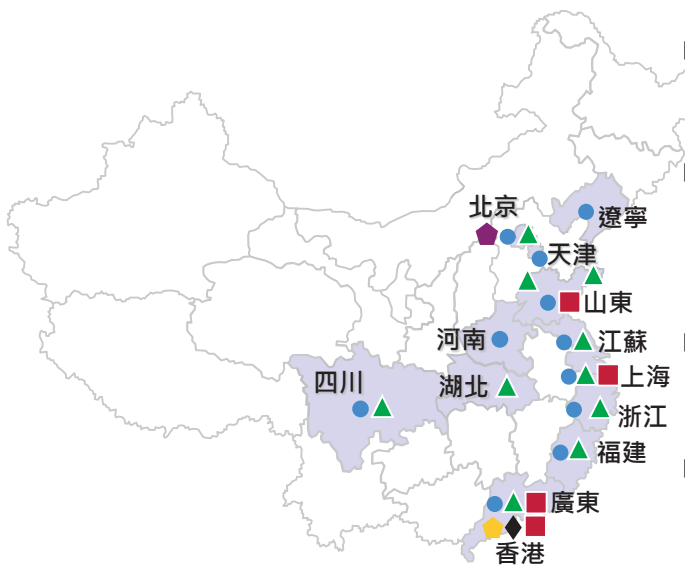 北京
遼寧
天津
山東
河南
江蘇
四川
湖北
上海
浙江
福建
廣東
香港